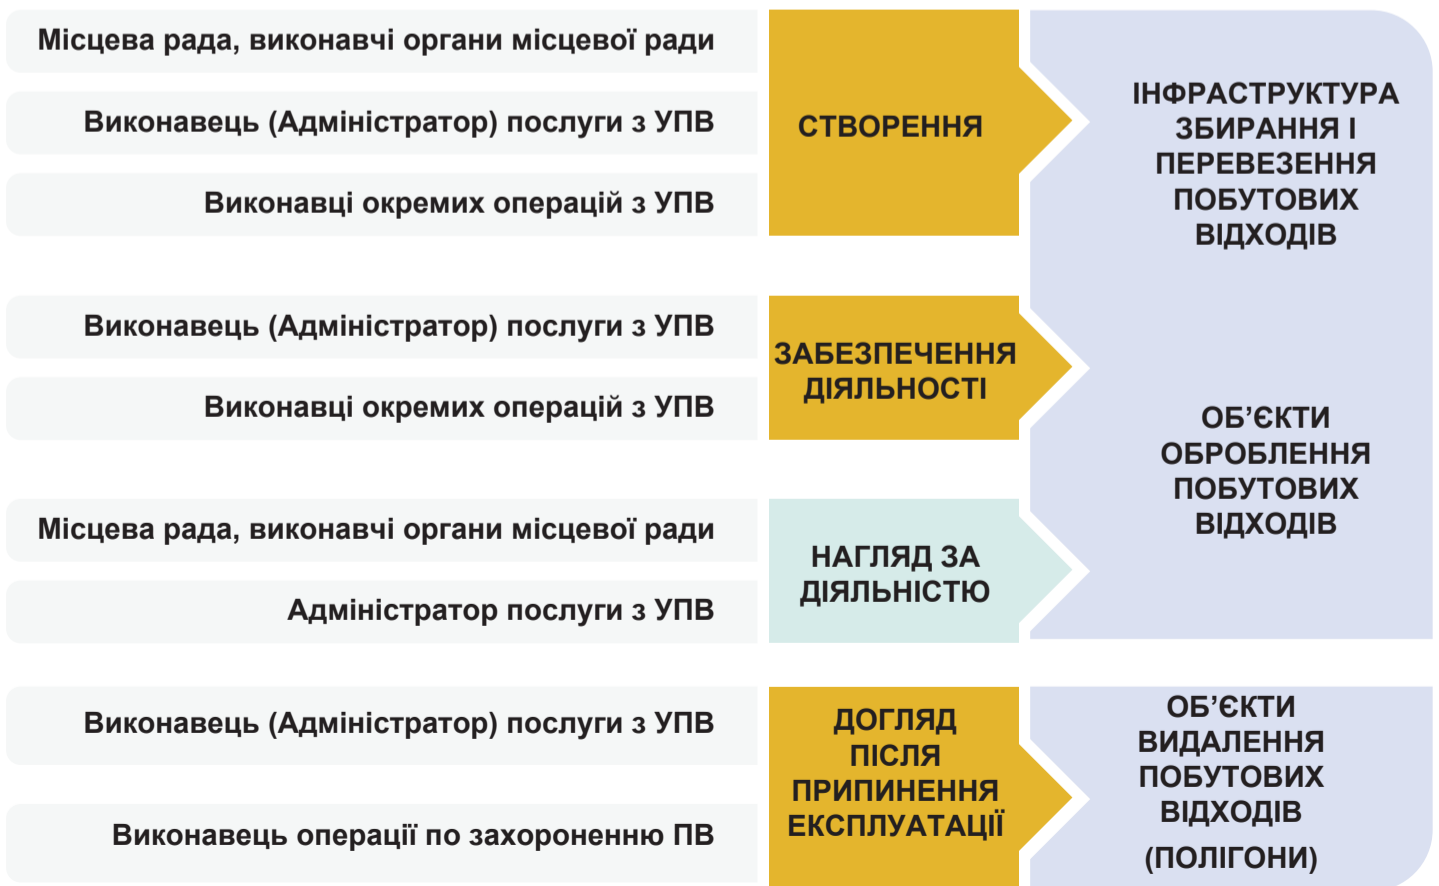 Місцева рада, виконавчі органи місцевої ради
Виконавець (Адміністратор) послуги з УПВ
Виконавці окремих операцій з УПВ
СТВОРЕННЯ
ІНФРАСТРУКТУРА
ЗБИРАННЯ І
ПЕРЕВЕЗЕННЯ
ПОБУТОВИХ
ВІДХОДІВ
Виконавець (Адміністратор) послуги з УПВ
Виконавці окремих операцій з УПВ
ЗАБЕЗПЕЧЕННЯ
ДІЯЛЬНОСТІ
ОБ’ЄКТИ
ОБРОБЛЕННЯ
ПОБУТОВИХ
ВІДХОДІВ
Місцева рада, виконавчі органи місцевої ради
Адміністратор послуги з УПВ
НАГЛЯД ЗА
ДІЯЛЬНІСТЮ
Виконавець (Адміністратор) послуги з УПВ
Виконавець операції по захороненню ПВ
ДОГЛЯД
ПІСЛЯ
ПРИПИНЕННЯ
ЕКСПЛУАТАЦІЇ
ОБ’ЄКТИ
ВИДАЛЕННЯ
ПОБУТОВИХ
ВІДХОДІВ
(ПОЛІГОНИ)